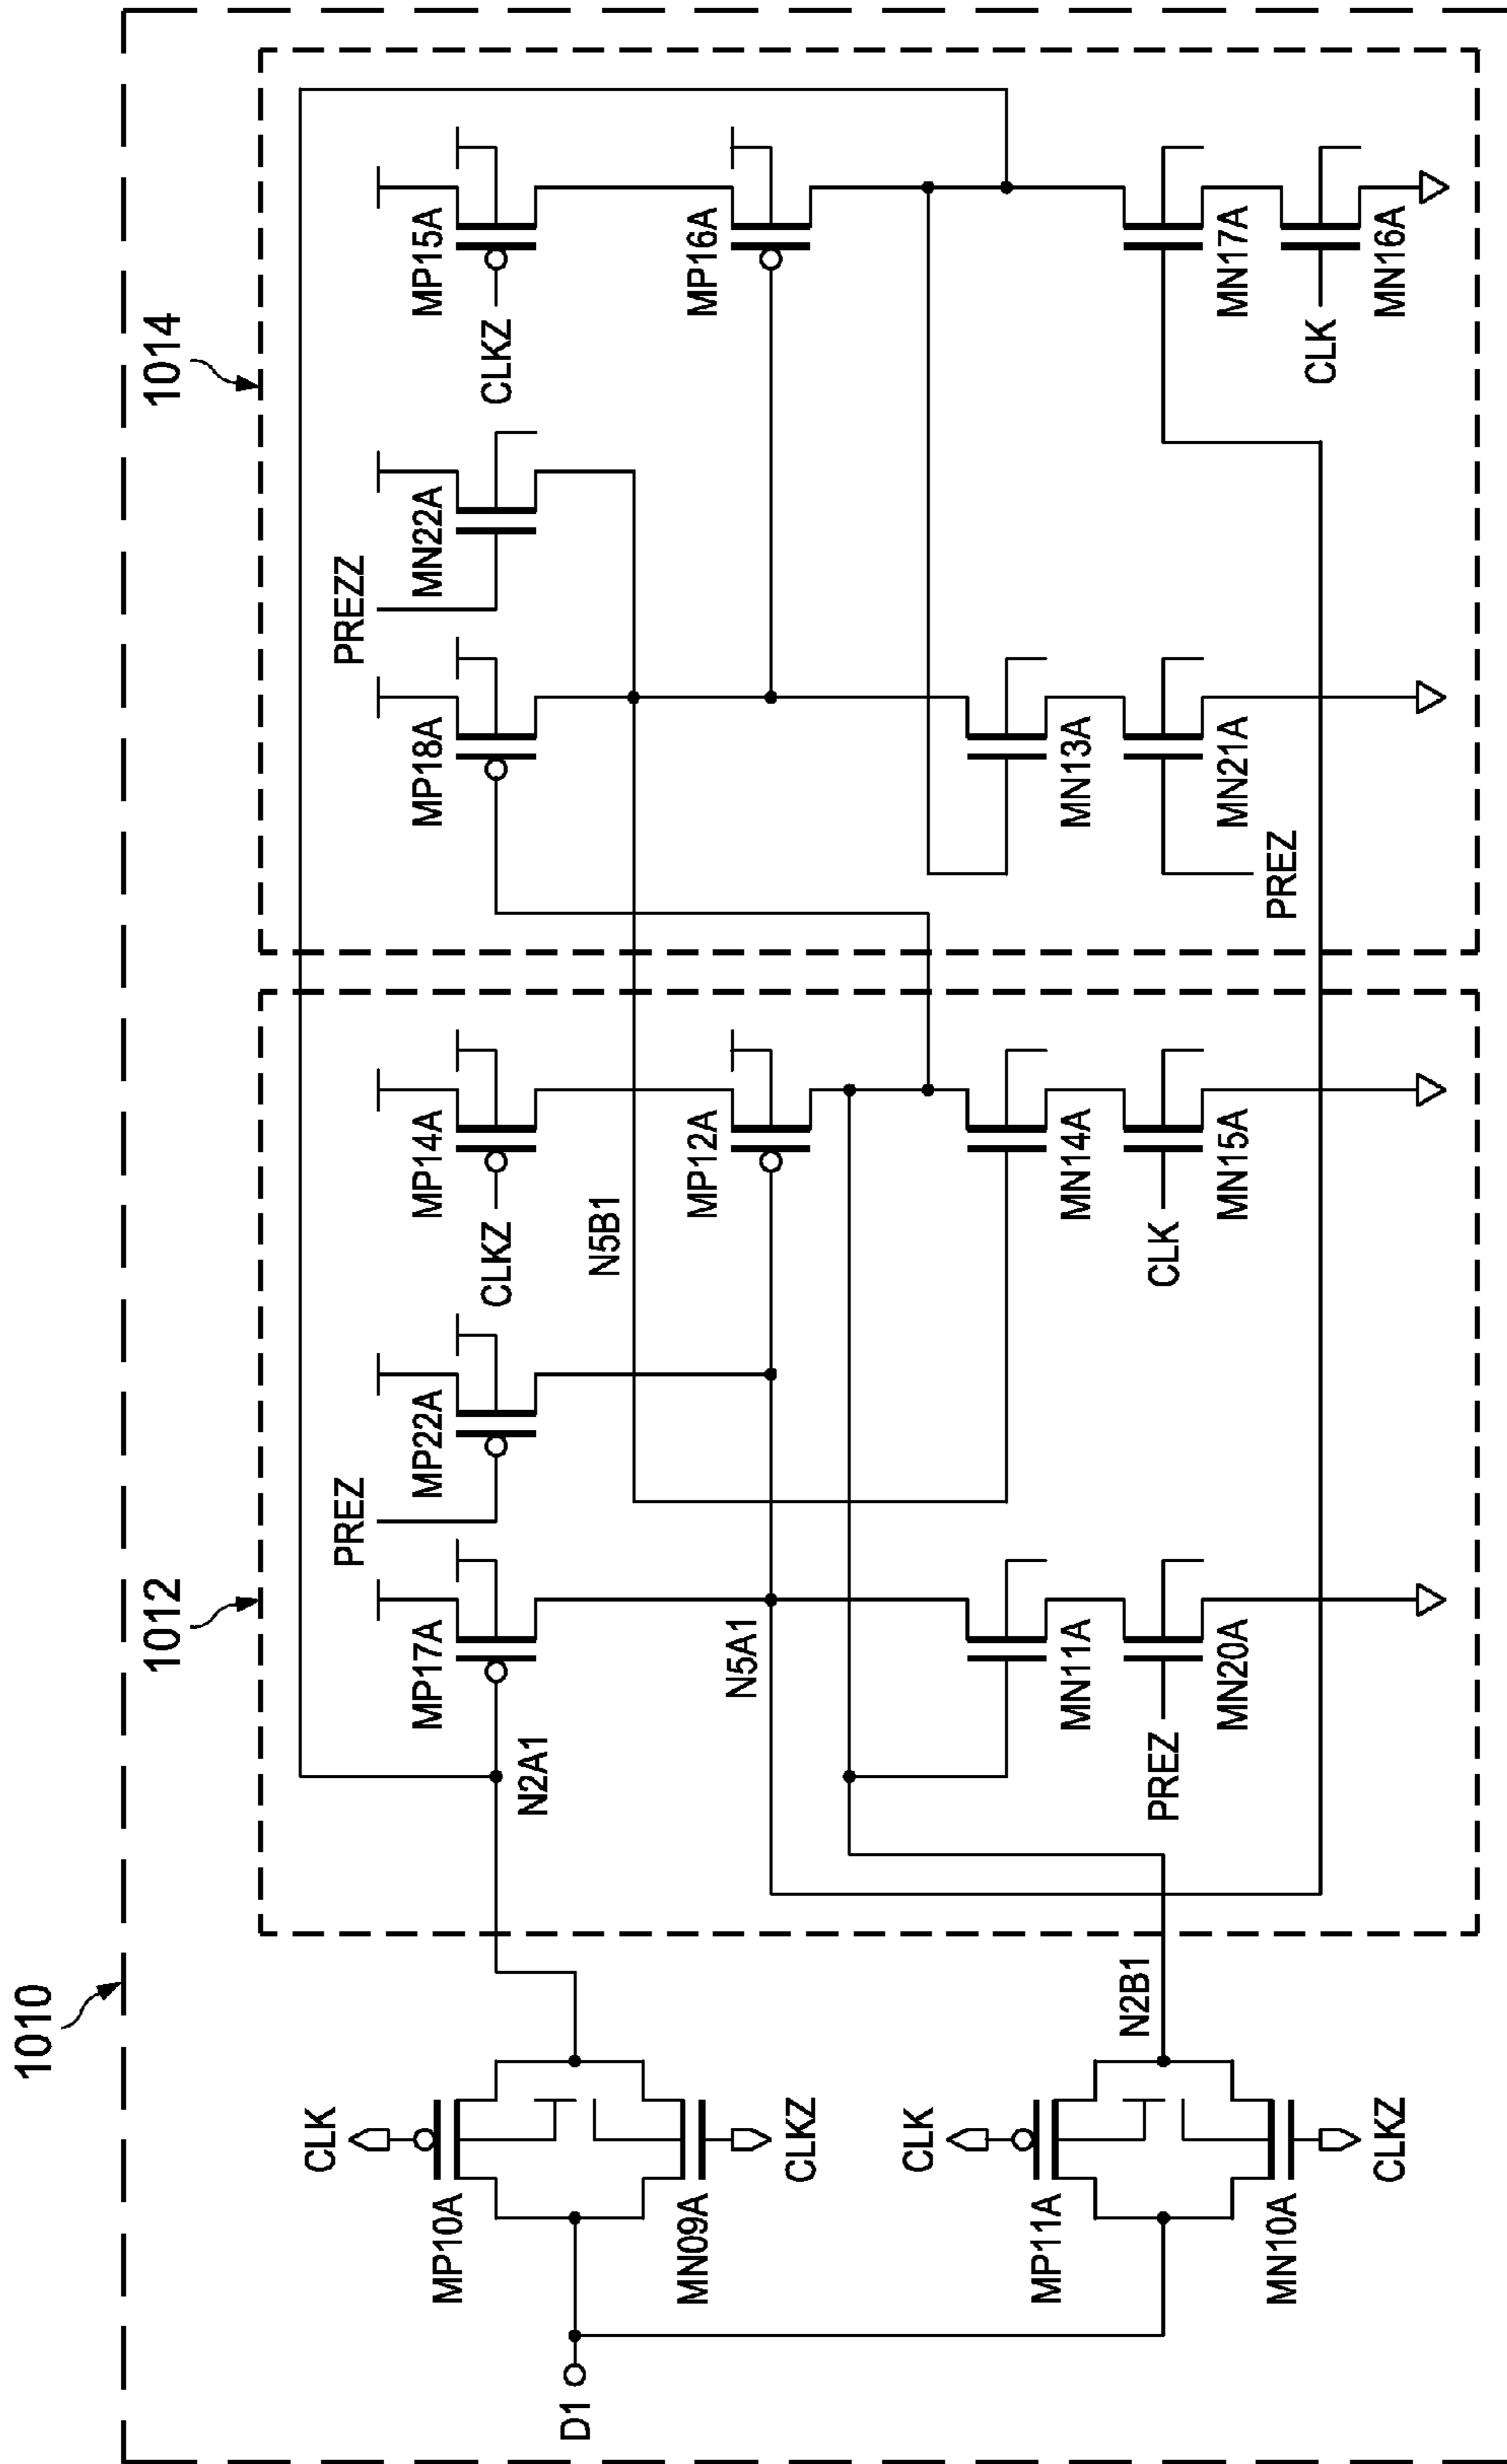 1010
1012
1014
D1
CLK
MP10A
MN09A
CLKZ
CLK
MP11A
MN10A
CLKZ
N2A1
N2B1
MP17A
PREZ
MP22A
N5A1
MN11A
PREZ
MN20A
N5B1
MP14A
CLKZ
MP12A
MN14A
CLK
MN15A
MP18A
PREZZ
MN22A
MN13A
MN21A
PREZ
MP15A
CLKZ
MP16A
MN17A
CLK
MN16A